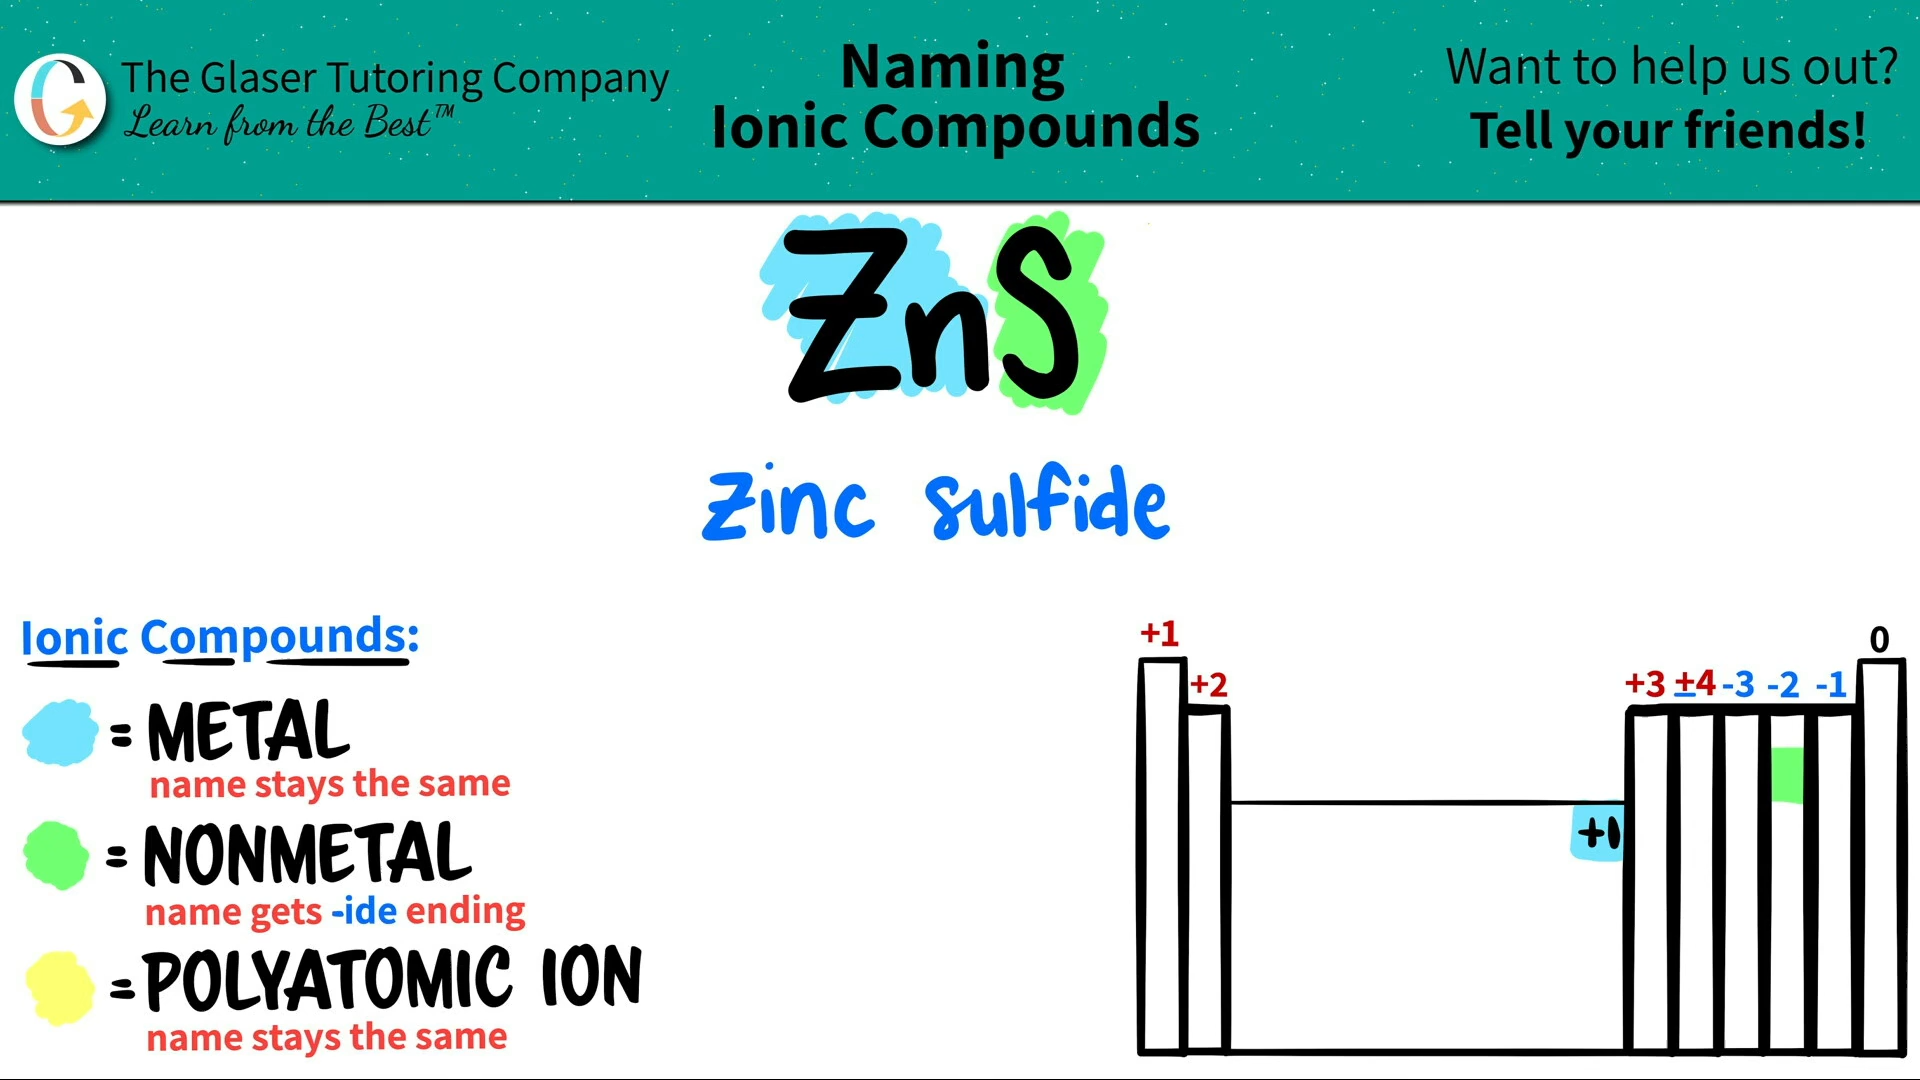 The Glaser Tutoring Company
Learn from the Best™
Naming
Ionic Compounds
Want to help us out?
Tell your friends!
ZnS
Zinc sulfide
Ionic Compounds:
= METAL
name stays the same
= NONMETAL
name gets -ide ending
= POLYATOMIC ION
name stays the same
+1
0
+2
+3 ±4 -3 -2 -1